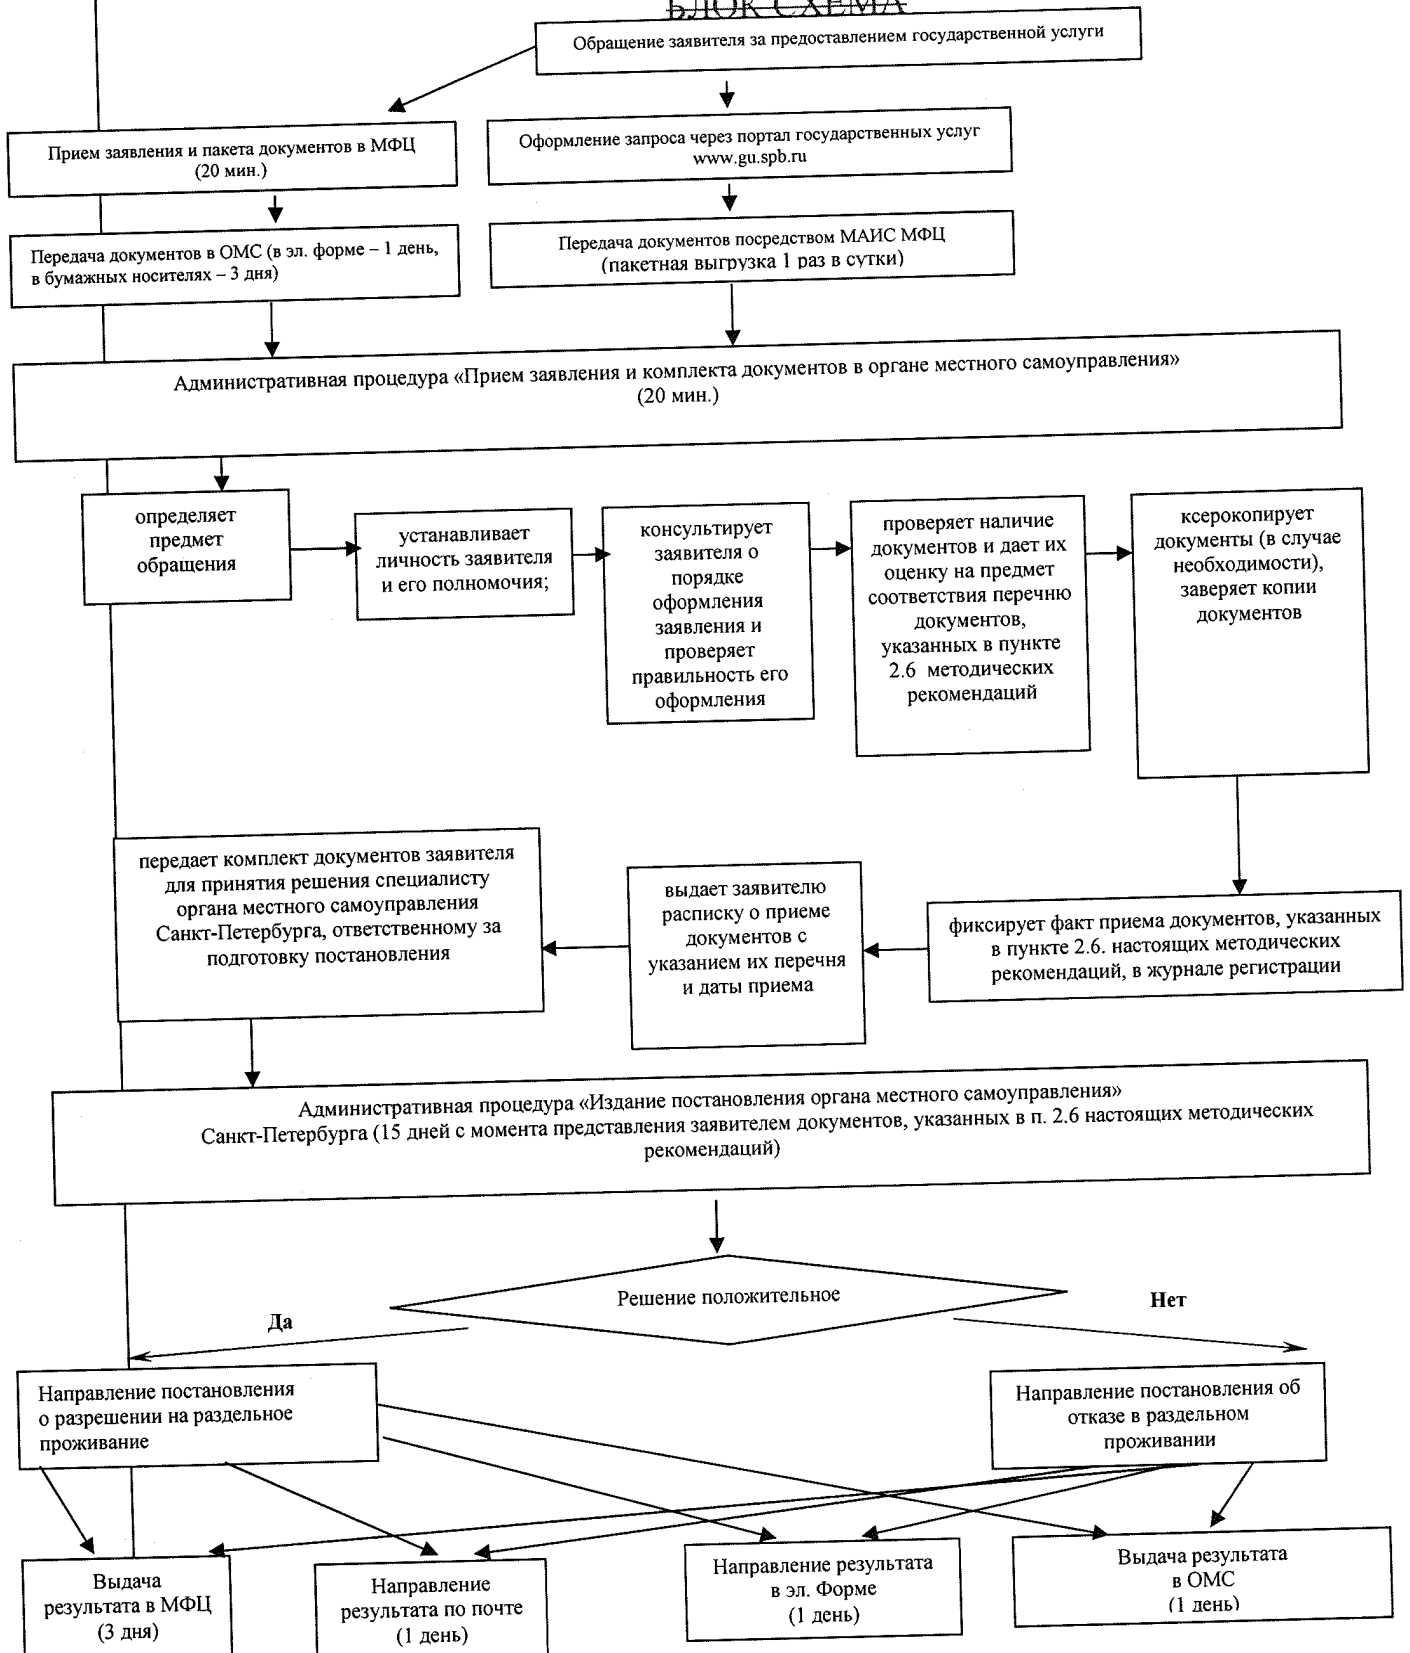 БЛОК СХЕМА
Обращение заявителя за предоставлением государственной услуги
Прием заявления и пакета документов в МФЦ
(20 мин.)
Оформление запроса через портал государственных услуг
www.gu.spb.ru
Передача документов в ОМС (в эл. форме – 1 день,
в бумажных носителях – 3 дня)
Передача документов посредством МАИС МФЦ
(пакетная выгрузка 1 раз в сутки)
Административная процедура «Прием заявления и комплекта документов в органе местного самоуправления»
(20 мин.)
определяет
предмет
обращения
устанавливает
личность заявителя
и его полномочия;
консультирует
заявителя о
порядке
оформления
заявления и
проверяет
правильность его
оформления
проверяет наличие
документов и дает их
оценку на предмет
соответствия перечню
документов,
указанных в пункте
2.6 методических
рекомендаций
ксерокопирует
документы (в случае
необходимости),
заверяет копии
документов
передает комплект документов заявителя
для принятия решения специалисту
органа местного самоуправления
Санкт-Петербурга, ответственному за
подготовку постановления
выдает заявителю
расписку о приеме
документов с
указанием их перечня
и даты приема
фиксирует факт приема документов, указанных
в пункте 2.6. настоящих методических
рекомендаций, в журнале регистрации
Административная процедура «Издание постановления органа местного самоуправления»
Санкт-Петербурга (15 дней с момента представления заявителем документов, указанных в п. 2.6 настоящих методических
рекомендаций)
Решение положительное
Да
Нет
Направление постановления
о разрешении на раздельное
проживание
Направление постановления об
отказе в раздельном
проживании
Выдача
результата в МФЦ
(3 дня)
Направление
результата по почте
(1 день)
Направление результата
в эл. Форме
(1 день)
Выдача результата
в ОМС
(1 день)